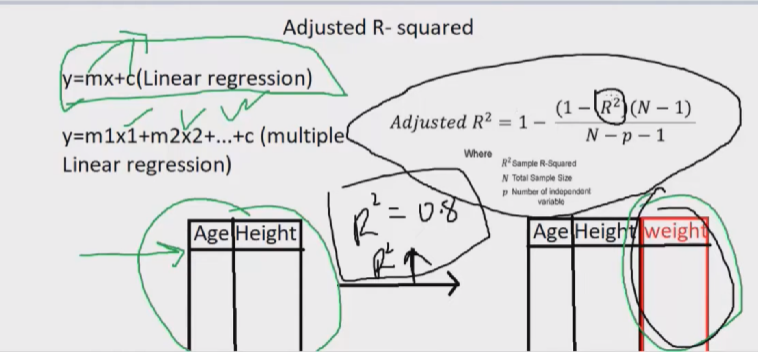 Adjusted R- squared
y=mx+c(Linear regression)
y=m1x1+m2x2+...+c (multiple
Linear regression)
Adjusted R² = 1 - (1 - R²)(N - 1) / N - p - 1
Where
R² Sample R-Squared
N Total Sample Size
p Number of independent
variable
R² = 0.8
R² ↑
Age Height
Age Height weight